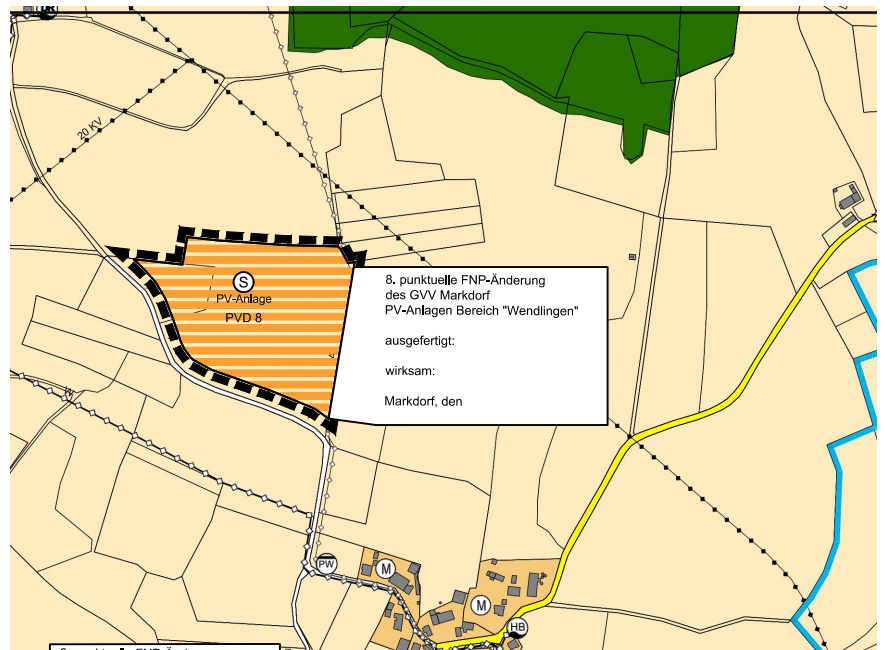 DR
20 KV
S
PV-Anlage
PVD 8
8. punktuelle FNP-Änderung
des GVV Markdorf
PV-Anlagen Bereich "Wendlingen"
ausgefertigt:
wirksam:
Markdorf, den
PW
M
M
HB